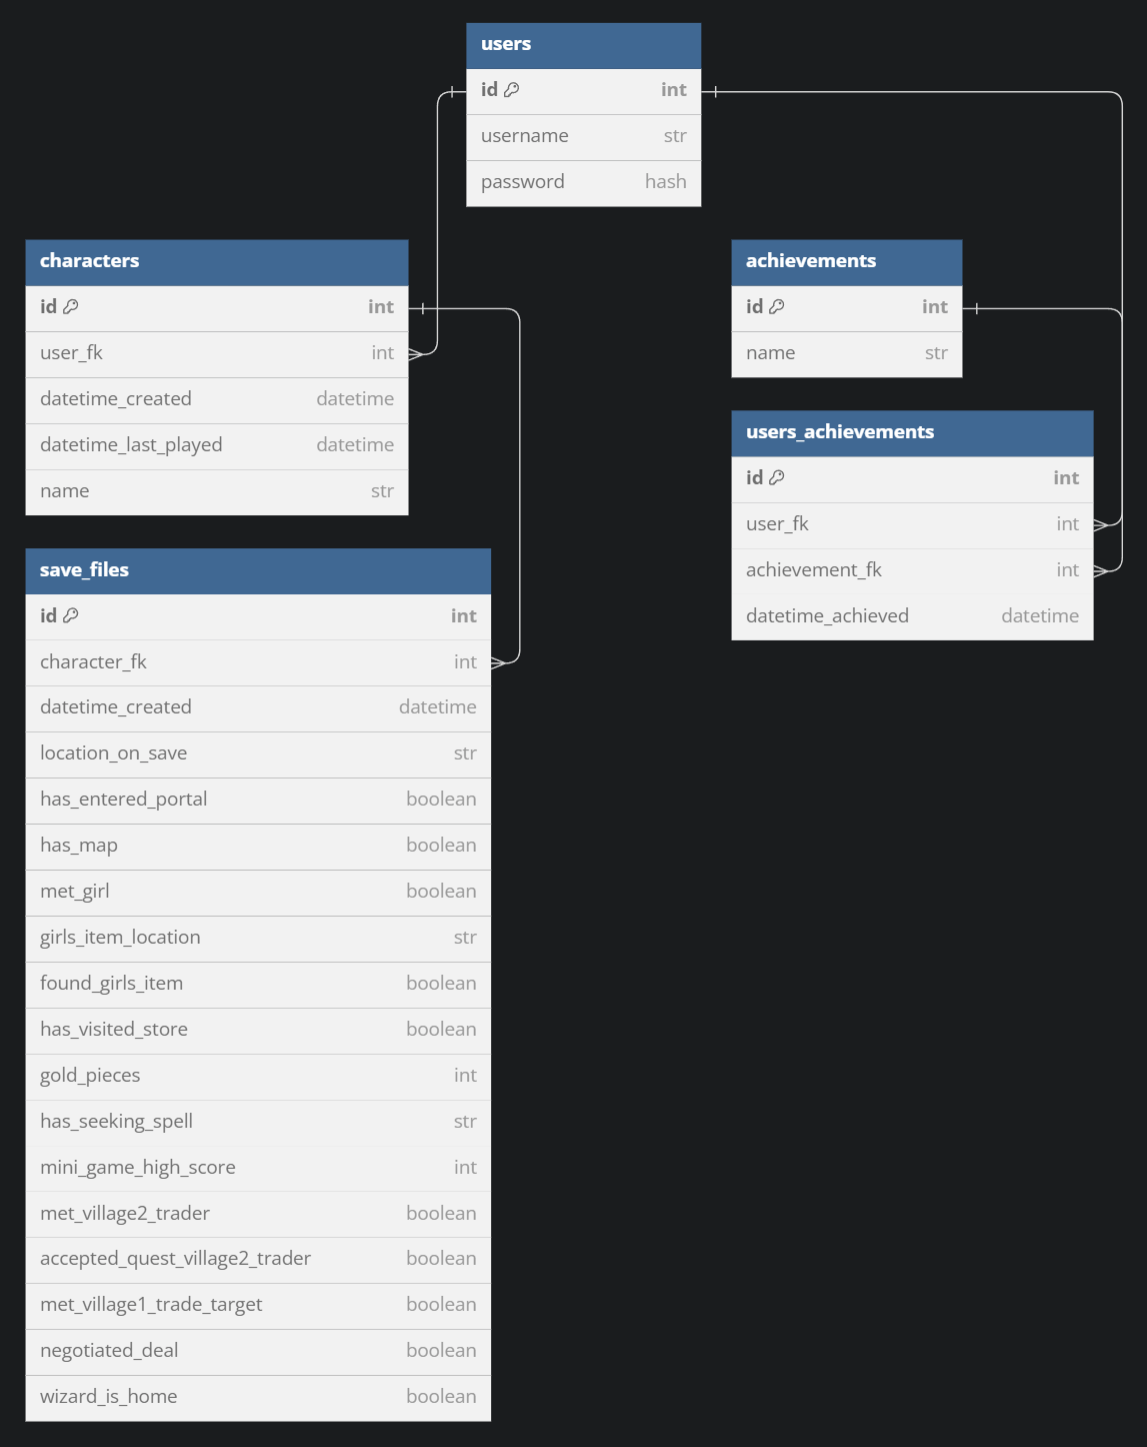 users
id int
username str
password hash
characters
id int
user_fk int
datetime_created datetime
datetime_last_played datetime
name str
achievements
id int
name str
users_achievements
id int
user_fk int
achievement_fk int
datetime_achieved datetime
save_files
id int
character_fk int
datetime_created datetime
location_on_save str
has_entered_portal boolean
has_map boolean
met_girl boolean
girls_item_location str
found_girls_item boolean
has_visited_store boolean
gold_pieces int
has_seeking_spell str
mini_game_high_score int
met_village2_trader boolean
accepted_quest_village2_trader boolean
met_village1_trade_target boolean
negotiated_deal boolean
wizard_is_home boolean